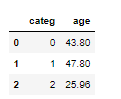 categ age
0 0 43.80
1 1 47.80
2 2 25.96